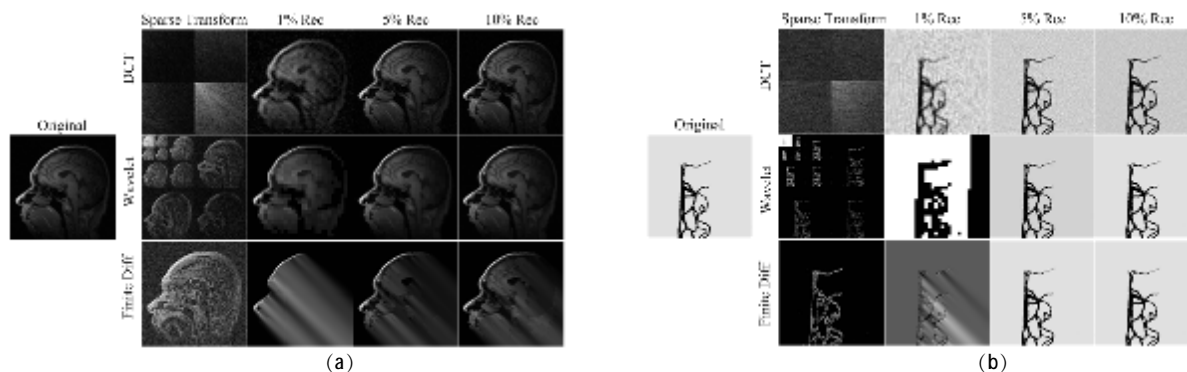 Sparse Transform 1% Rec 5% Rec 10% Rec
DCT
Original
Wavelet
Finite Diff
(a)
Sparse Transform 1% Rec 5% Rec 10% Rec
DCT
Original
Wavelet
Finite Diff
(b)